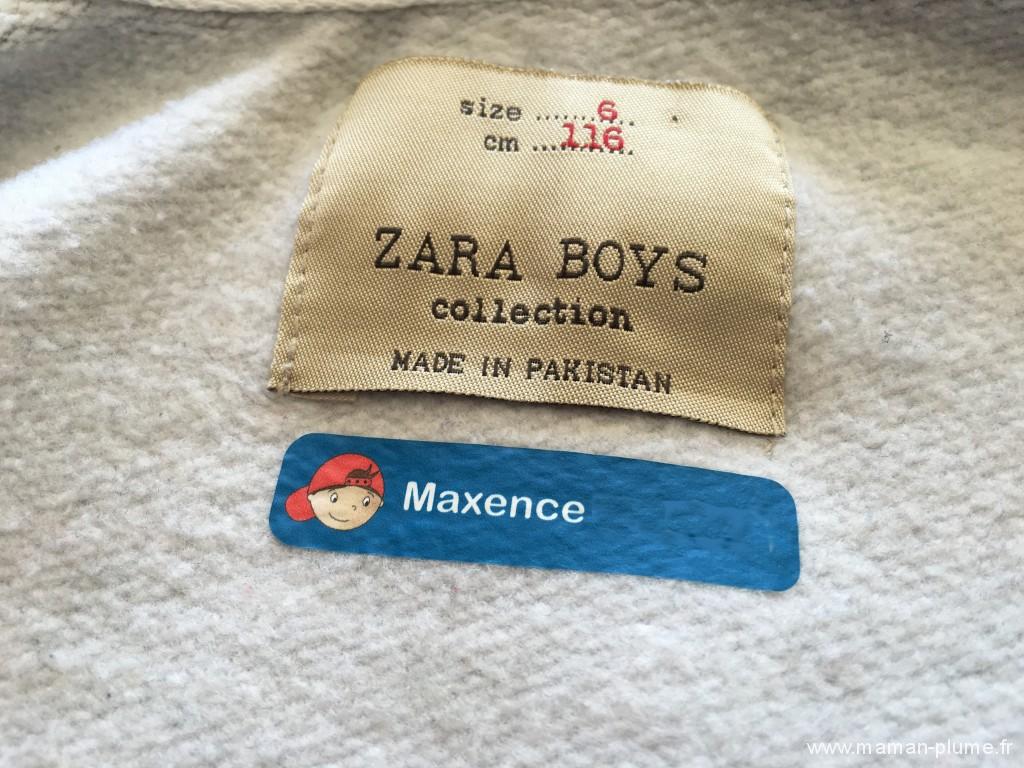 size ........6..
cm ...116....
ZARA BOYS
collection
MADE IN PAKISTAN
Maxence
www.maman-plume.fr